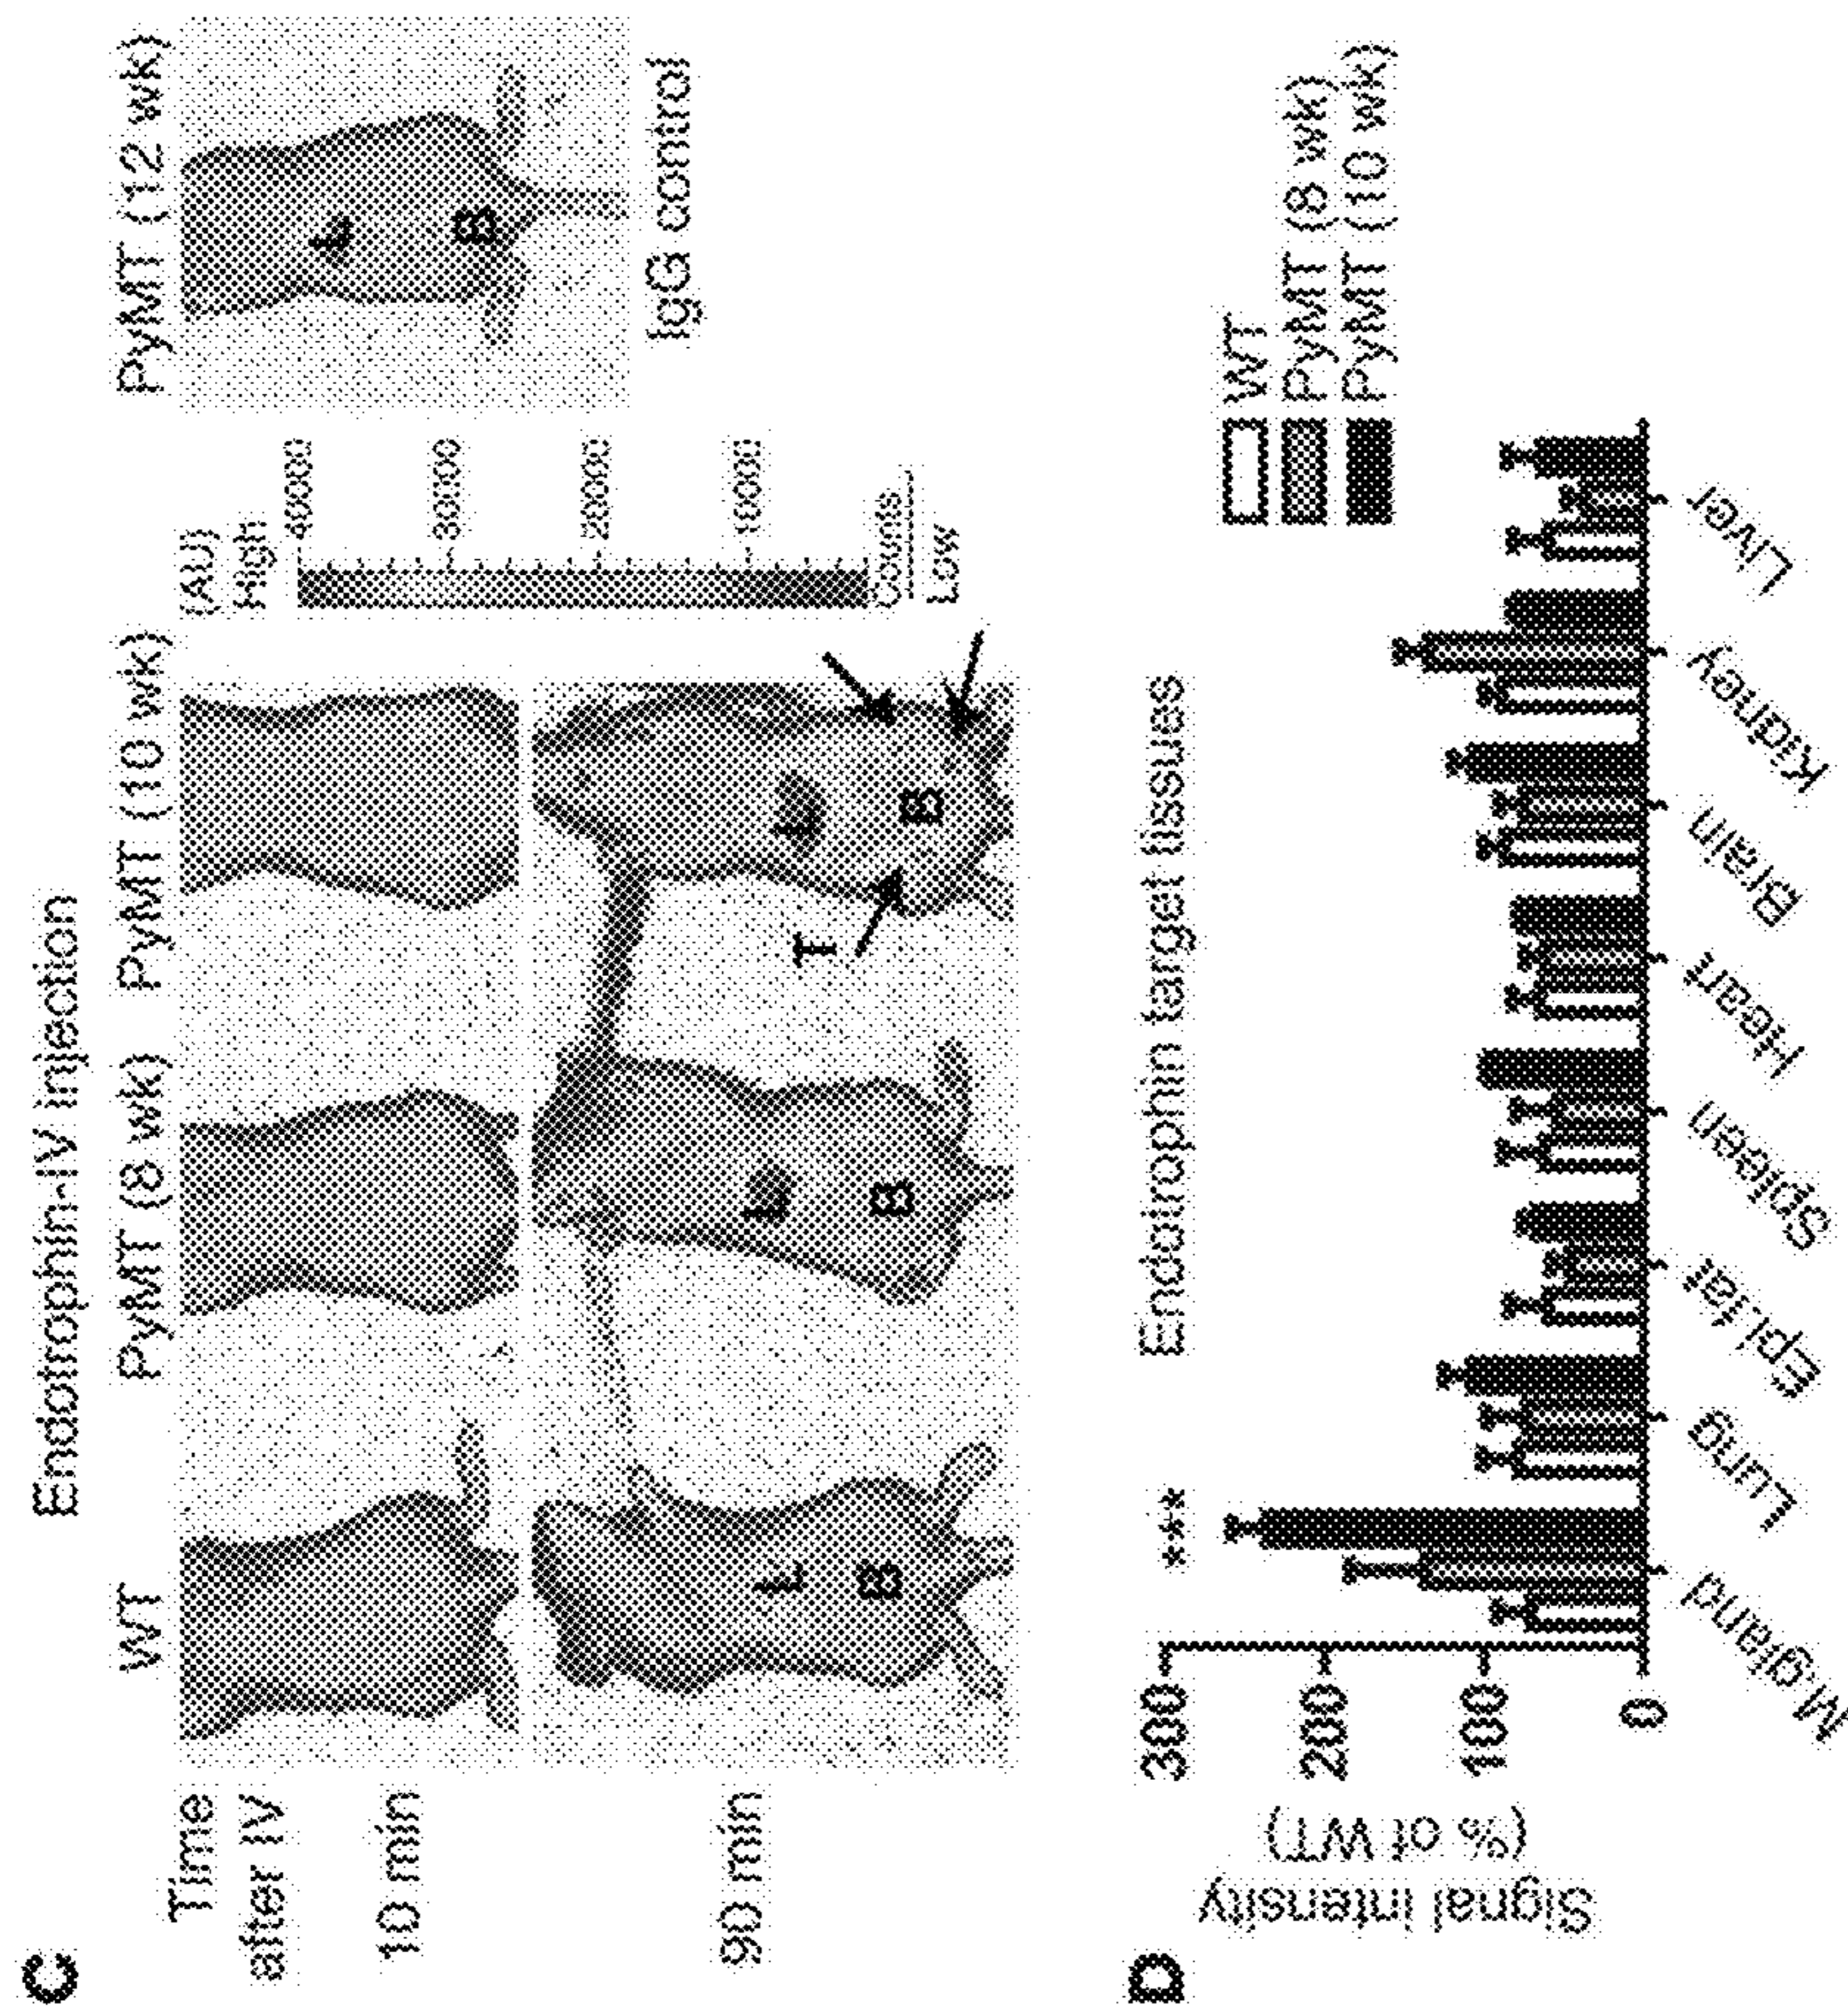 C
Endotrophin-IV injection
WT
PyMT (8 wk)
PyMT (10 wk)
PyMT (12 wk)
Time
after IV
10 min
90 min
(AU)
High
40000
30000
20000
10000
Counts
Low
L
B
L
B
T
L
B
L
B
IgG control
D
Endotrophin target tissues
WT
PyMT (8 wk)
PyMT (10 wk)
Signal intensity
(% of WT)
300
200
100
0
***
M.gland
Lung
Epi.fat
Spleen
Heart
Brain
Kidney
Liver